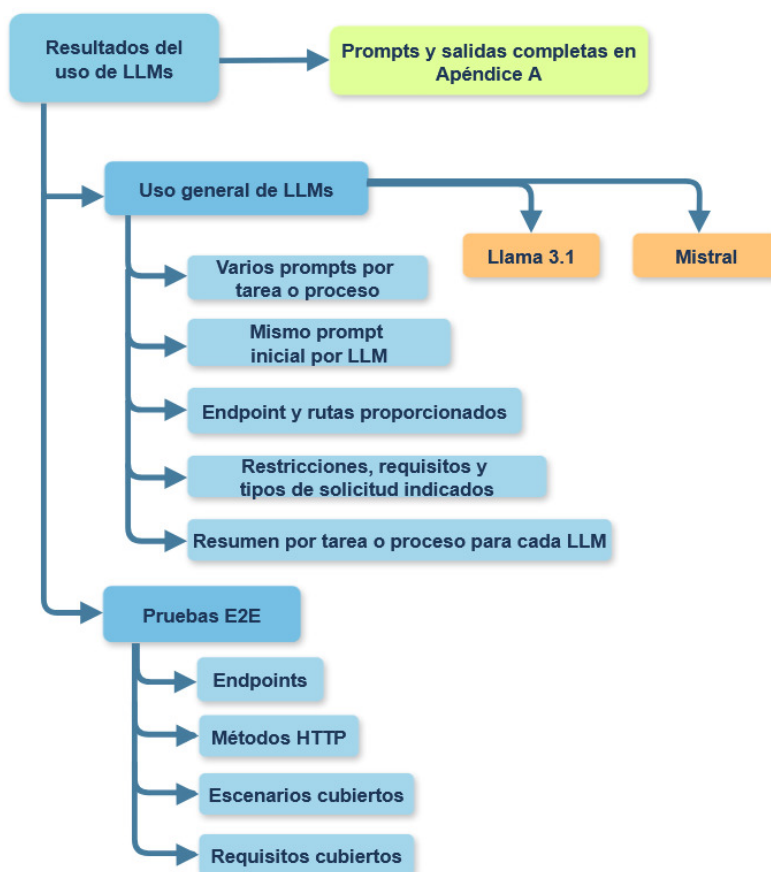 Resultados del
uso de LLMs
Prompts y salidas completas en
Apéndice A
Uso general de LLMs
Llama 3.1
Mistral
Varios prompts por
tarea o proceso
Mismo prompt
inicial por LLM
Endpoint y rutas proporcionados
Restricciones, requisitos y
tipos de solicitud indicados
Resumen por tarea o proceso para cada LLM
Pruebas E2E
Endpoints
Métodos HTTP
Escenarios cubiertos
Requisitos cubiertos